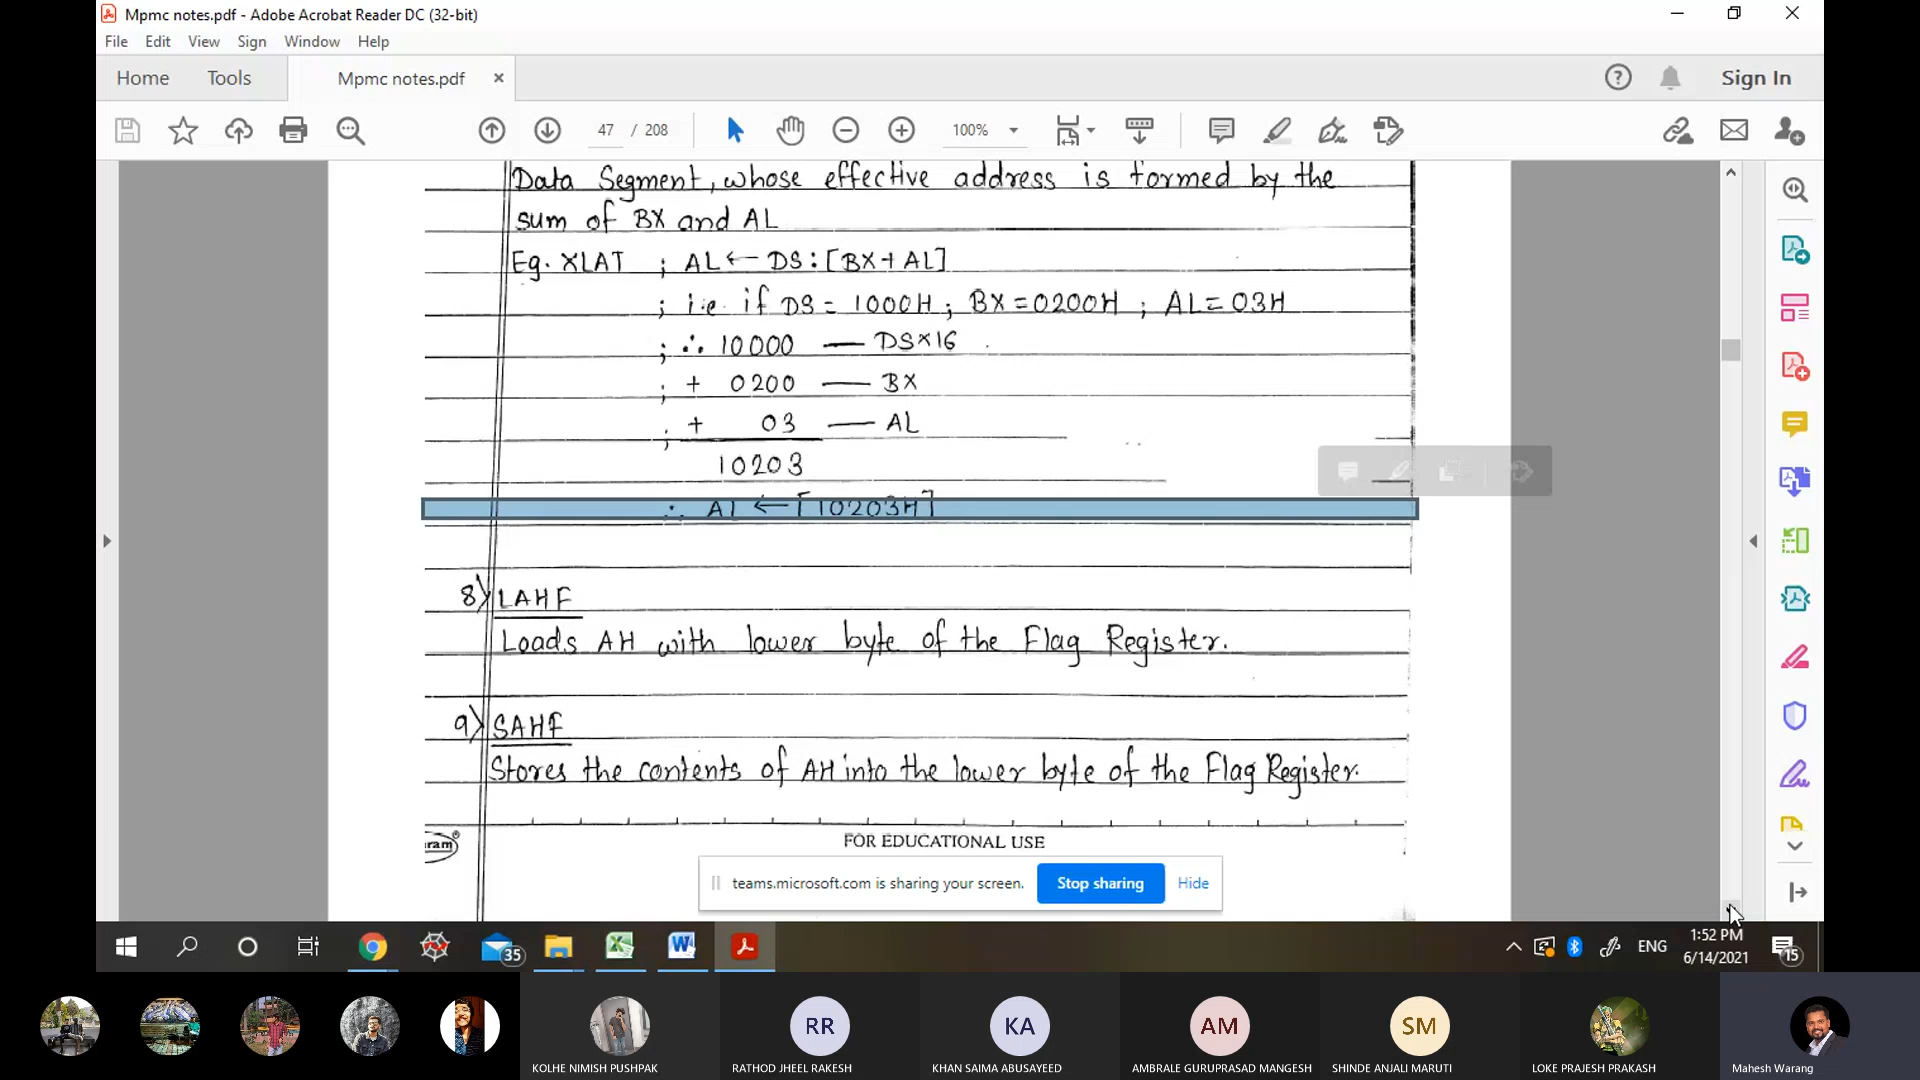 Mpmc notes.pdf - Adobe Acrobat Reader DC (32-bit)
File Edit View Sign Window Help
Home Tools Mpmc notes.pdf × Sign In
47 / 208 100%
Data Segment, whose effective address is formed by the
sum of BX and AL
Eg. XLAT ; AL ← DS : [BX + AL]
; i.e. if DS = 1000H ; BX = 0200H ; AL = 03H
; ∴ 10000 — DS×16
; + 0200 — BX
; + 03 — AL
10203
∴ AL ← [10203H]
8) LAHF
Loads AH with lower byte of the Flag Register.
9) SAHF
Stores the contents of AH into the lower byte of the Flag Register.
ram®
FOR EDUCATIONAL USE
teams.microsoft.com is sharing your screen. Stop sharing Hide
35
ENG
1:52 PM
6/14/2021
15
RR KA AM SM
KOLHE NIMISH PUSHPAK RATHOD JHEEL RAKESH KHAN SAIMA ABUSAYEED AMBRALE GURUPRASAD MANGESH SHINDE ANJALI MARUTI LOKE PRAJESH PRAKASH Mahesh Warang